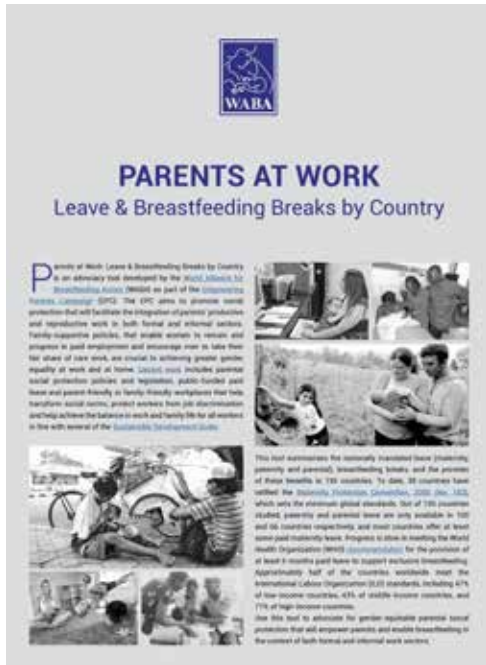 WABA
PARENTS AT WORK
Leave & Breastfeeding Breaks by Country
Parents at Work: Leave & Breastfeeding Breaks by Country
is an advocacy tool developed by the World Alliance for
Breastfeeding Action (WABA) as part of the Empowering
Parents Campaign (EPC). The EPC aims to promote social
protection that will facilitate the integration of parents' productive
and reproductive work in both formal and informal sectors.
Family-supportive policies, that enable women to remain and
progress in paid employment and encourage men to take their
fair share of care work, are crucial to achieving greater gender
equality at work and at home. Decent work includes parental
social protection policies and legislation, public-funded paid
leave and parent-friendly or family-friendly workplaces that help
transform social norms, protect workers from job discrimination
and help achieve the balance in work and family life for all workers
in line with several of the Sustainable Development Goals.
This tool summarises the nationally mandated leave (maternity,
paternity and parental), breastfeeding breaks, and the provider
of these benefits in countries. To date, countries have
ratified the Maternity Protection Convention, 2000 (No. 183),
which sets the minimum global standards. Out of countries
studied, paternity and parental leave are only available in
and 66 countries respectively, and most countries offer at least
some paid maternity leave. Progress is slow in meeting the World
Health Organization (WHO) recommendation for the provision of
at least 6 months paid leave to support exclusive breastfeeding.
Approximately half of the countries worldwide meet the
International Labour Organization (ILO) standards, including 47%
of low-income countries, 43% of middle-income countries, and
77% of high-income countries.
Use this tool to advocate for gender-equitable parental social
protection that will empower parents and enable breastfeeding in
the context of both formal and informal work sectors.